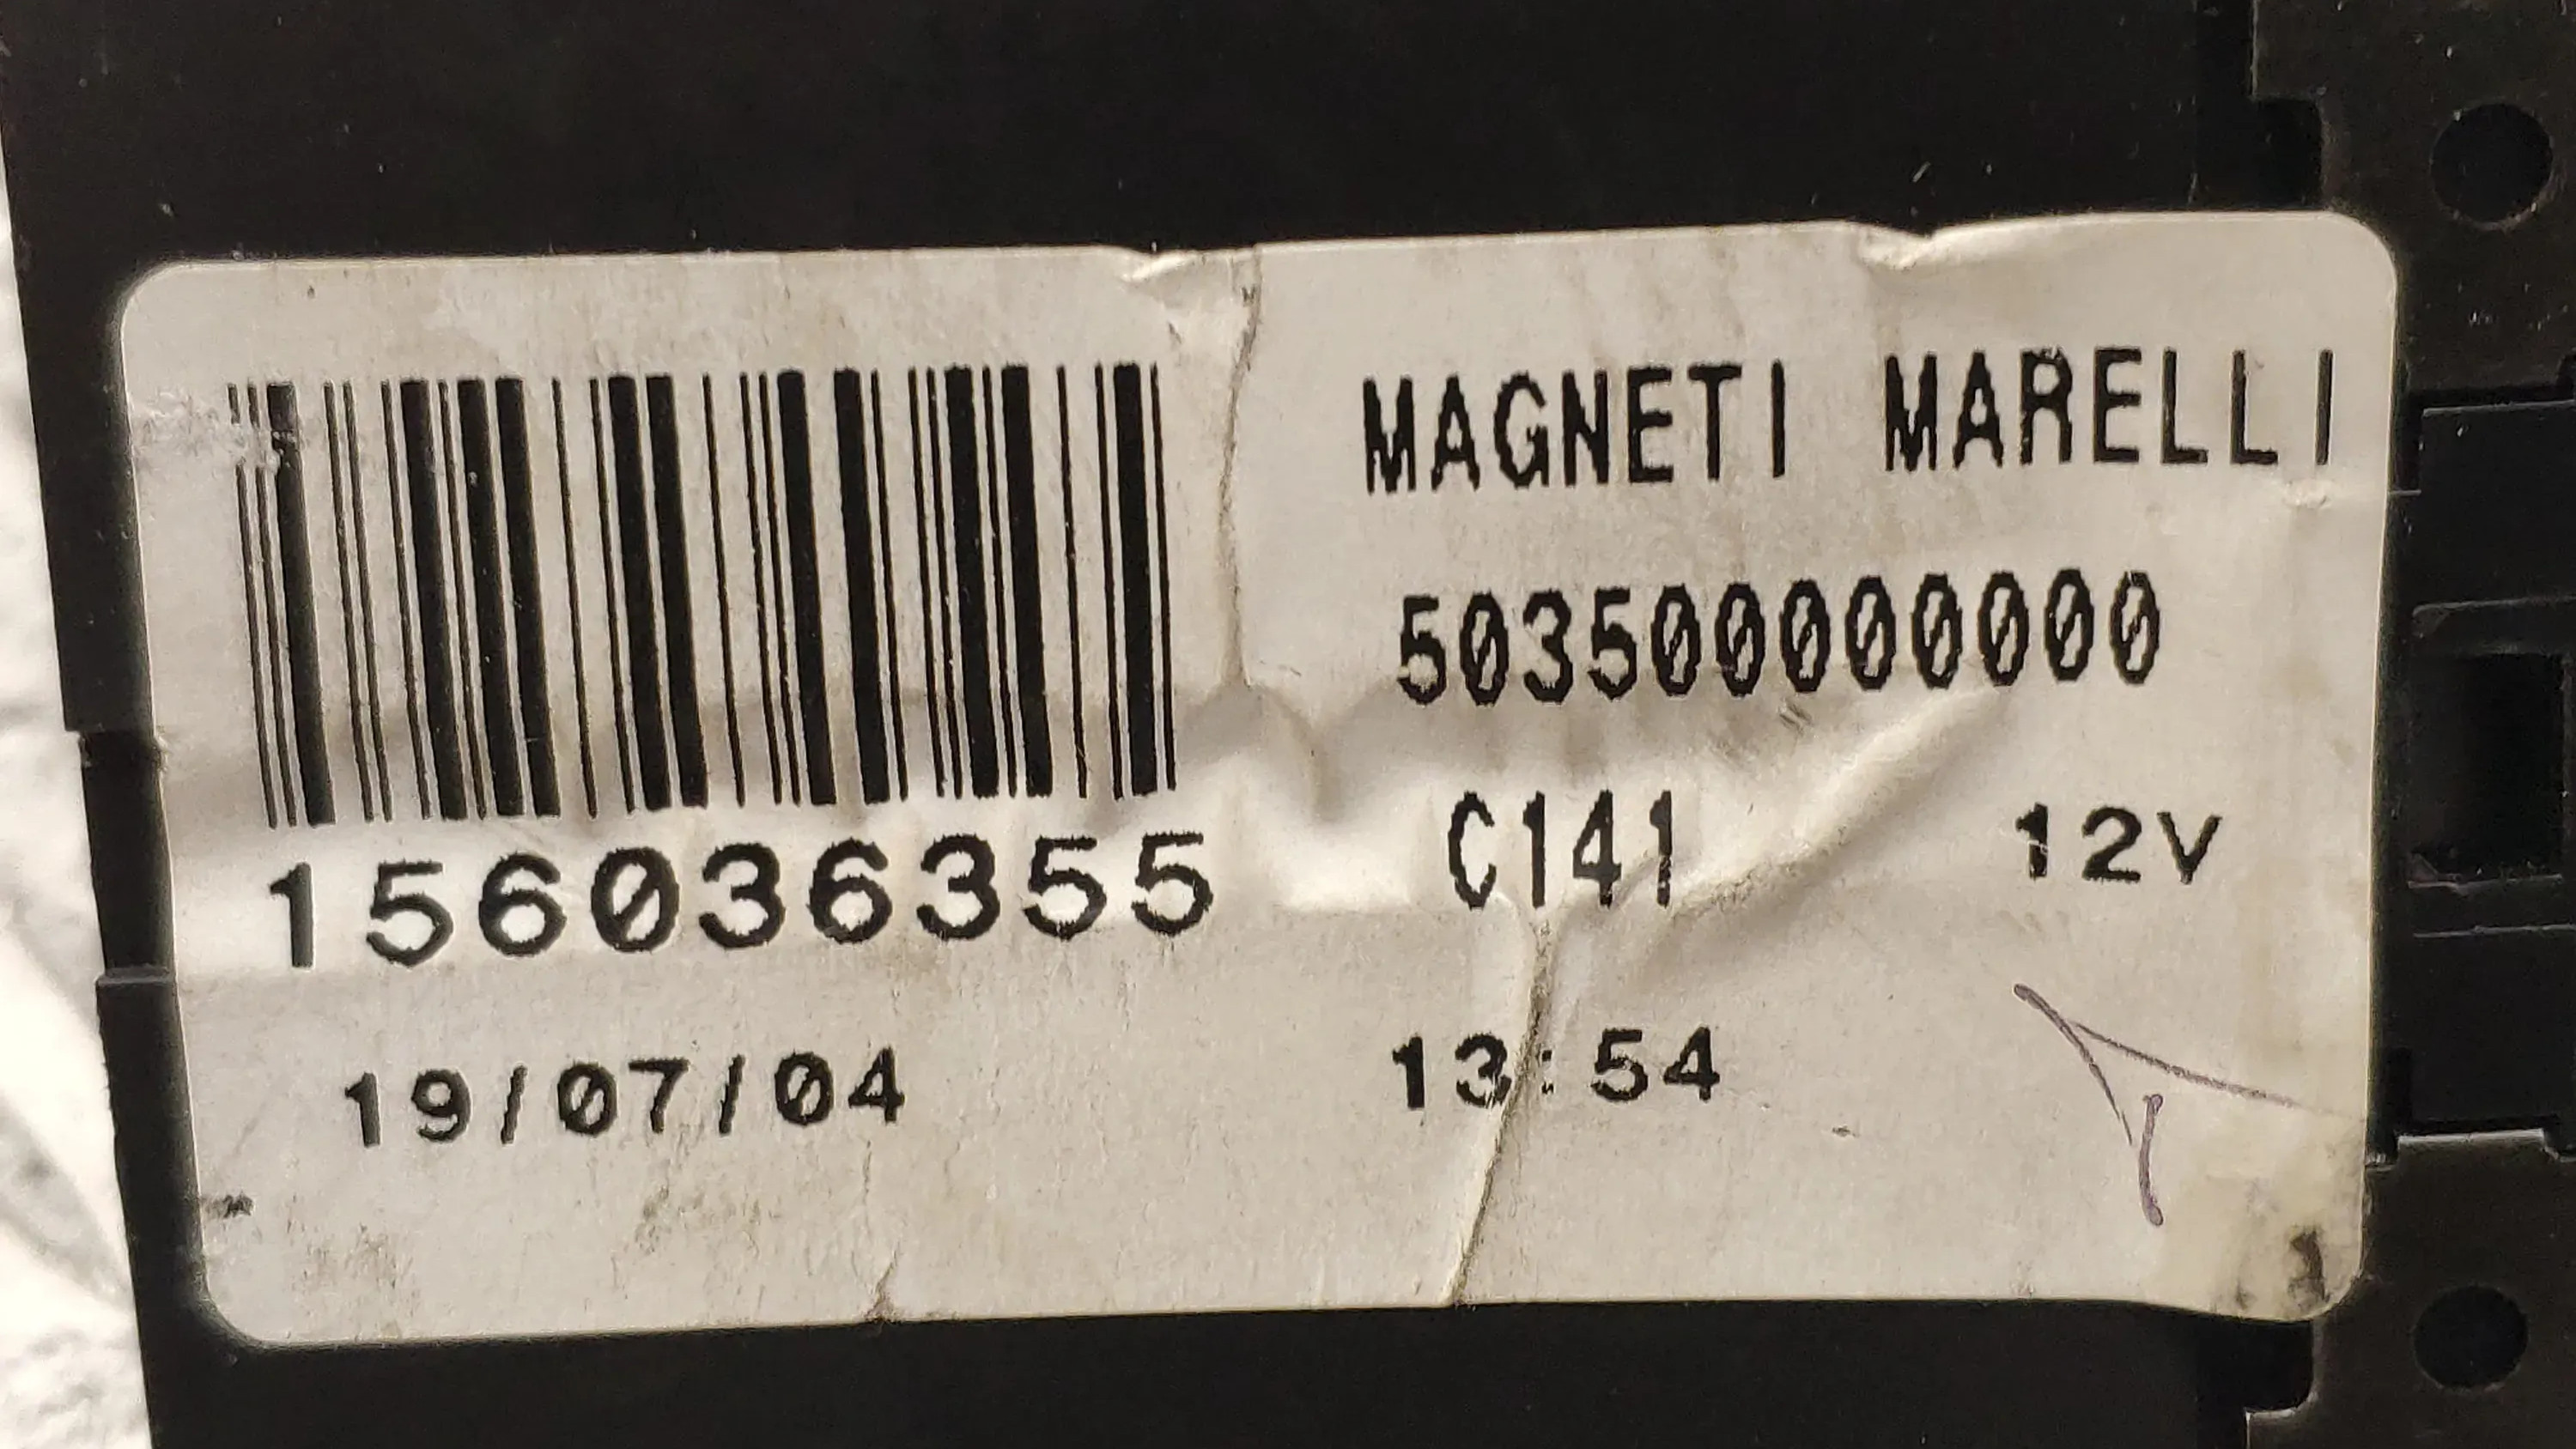 MAGNETI MARELLI
503500000000
156036355
C141 12V
19/07/04 13:54